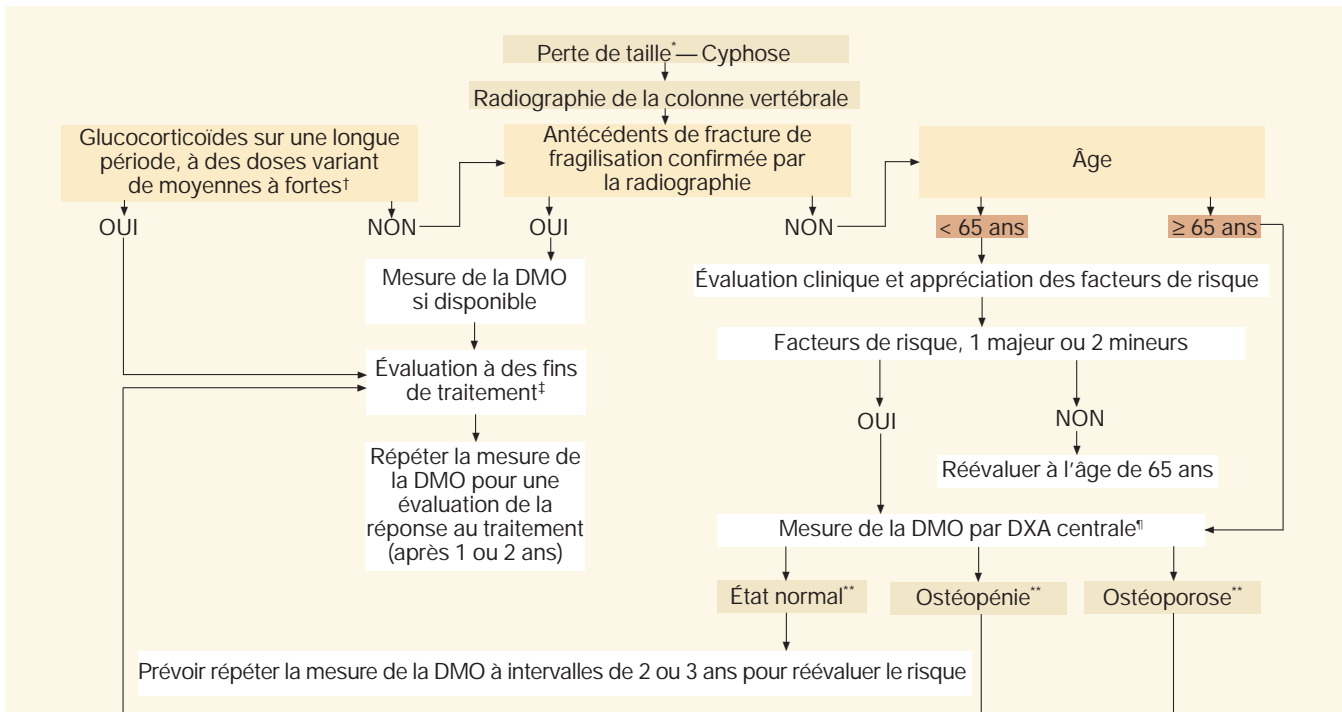 Perte de taille*— Cyphose
Radiographie de la colonne vertébrale
Glucocorticoïdes sur une longue
période, à des doses variant
de moyennes à fortes†
Antécédents de fracture de
fragilisation confirmée par
la radiographie
Âge
OUI
NON
OUI
NON
< 65 ans
≥ 65 ans
Mesure de la DMO
si disponible
Évaluation clinique et appréciation des facteurs de risque
Facteurs de risque, 1 majeur ou 2 mineurs
Évaluation à des fins
de traitement‡
OUI
NON
Répéter la mesure de
la DMO pour une
évaluation de la
réponse au traitement
(après 1 ou 2 ans)
Réévaluer à l'âge de 65 ans
Mesure de la DMO par DXA centrale¶
État normal**
Ostéopénie**
Ostéoporose**
Prévoir répéter la mesure de la DMO à intervalles de 2 ou 3 ans pour réévaluer le risque